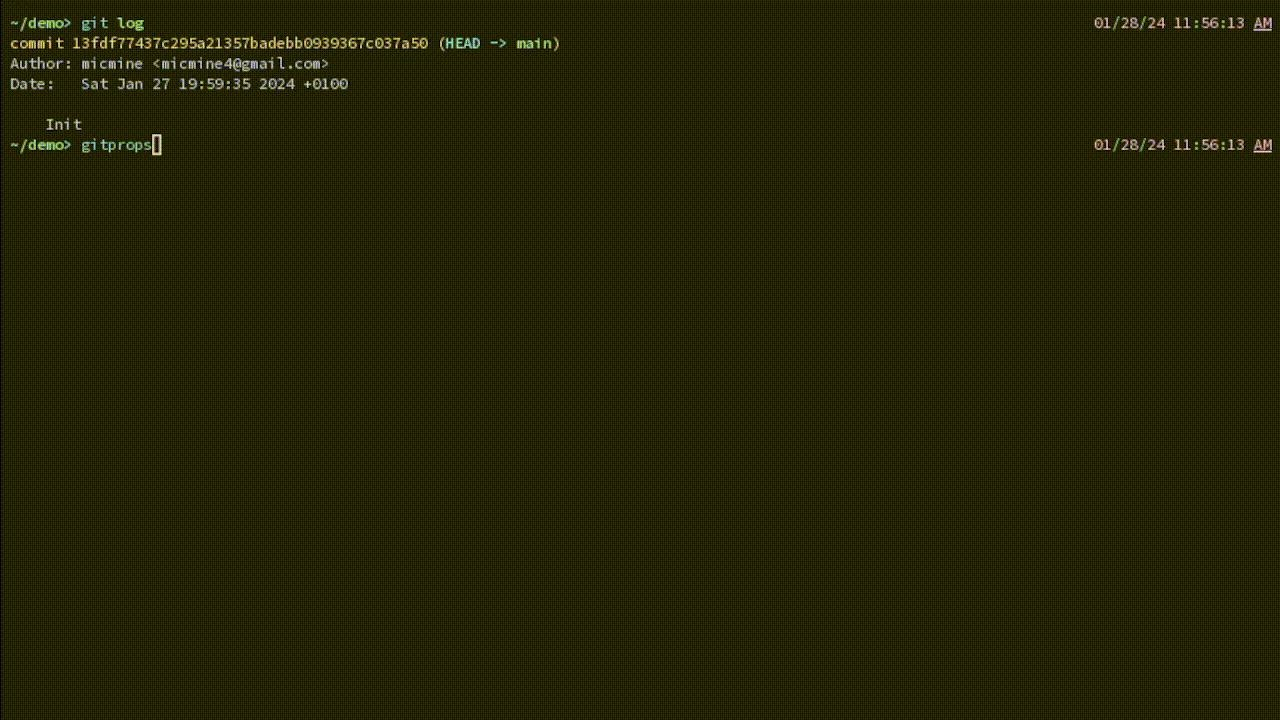 ~/demo> git log 01/28/24 11:56:13 AM
commit 13fdf77437c295a21357badebb0939367c037a50 (HEAD -> main)
Author: micmine <micmine4@gmail.com>
Date:   Sat Jan 27 19:59:35 2024 +0100
    Init
~/demo> gitprops 01/28/24 11:56:13 AM